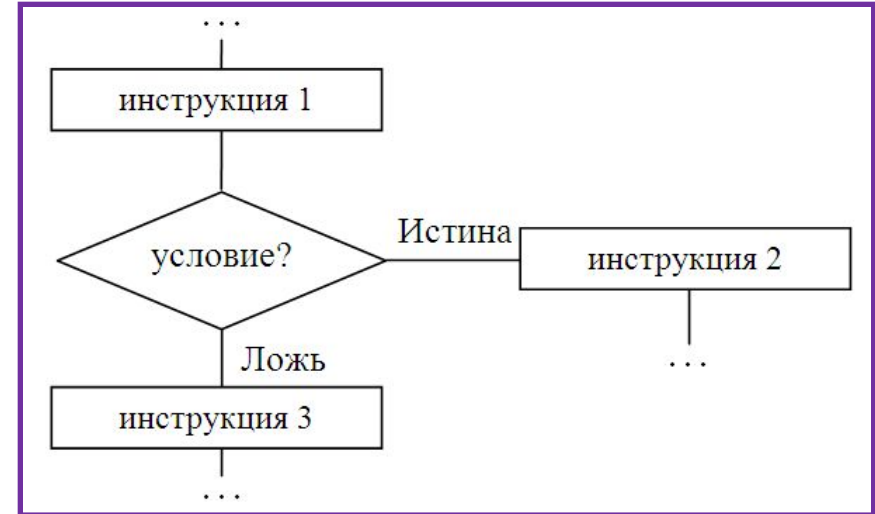 ...
инструкция 1
условие?
Истина
инструкция 2
...
Ложь
инструкция 3
...